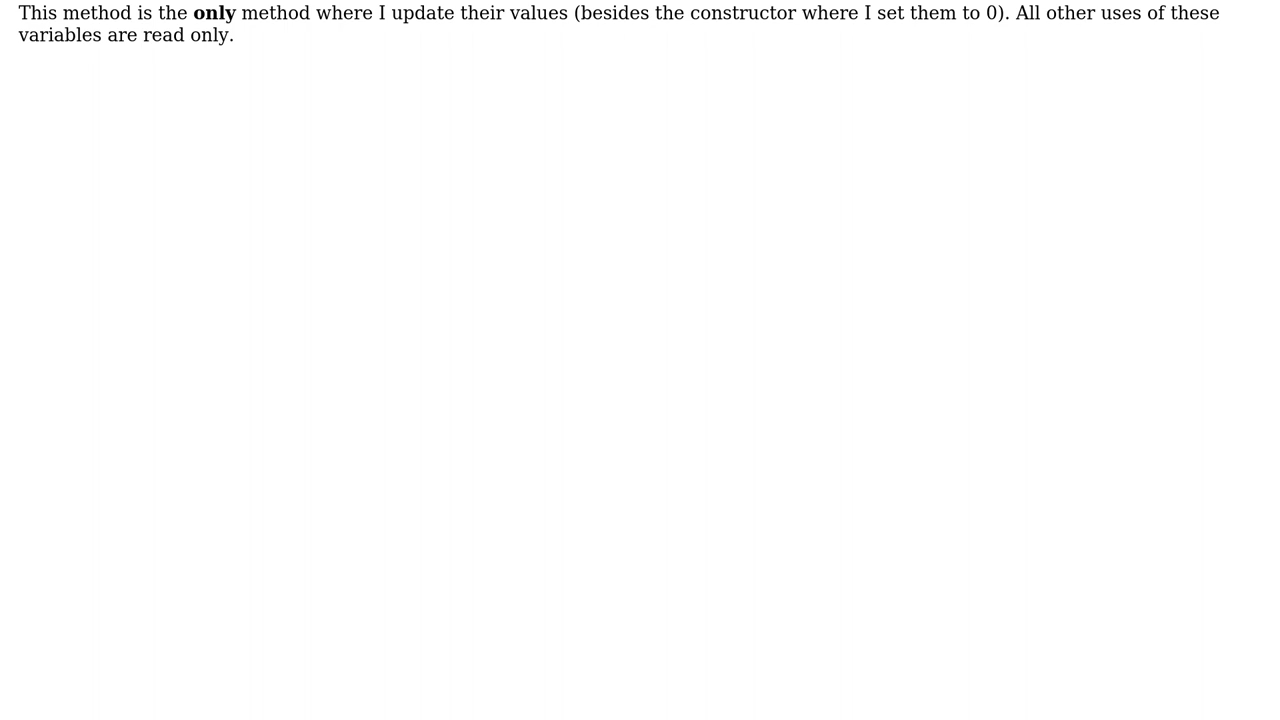 This method is the only method where I update their values (besides the constructor where I set them to 0). All other uses of these
variables are read only.